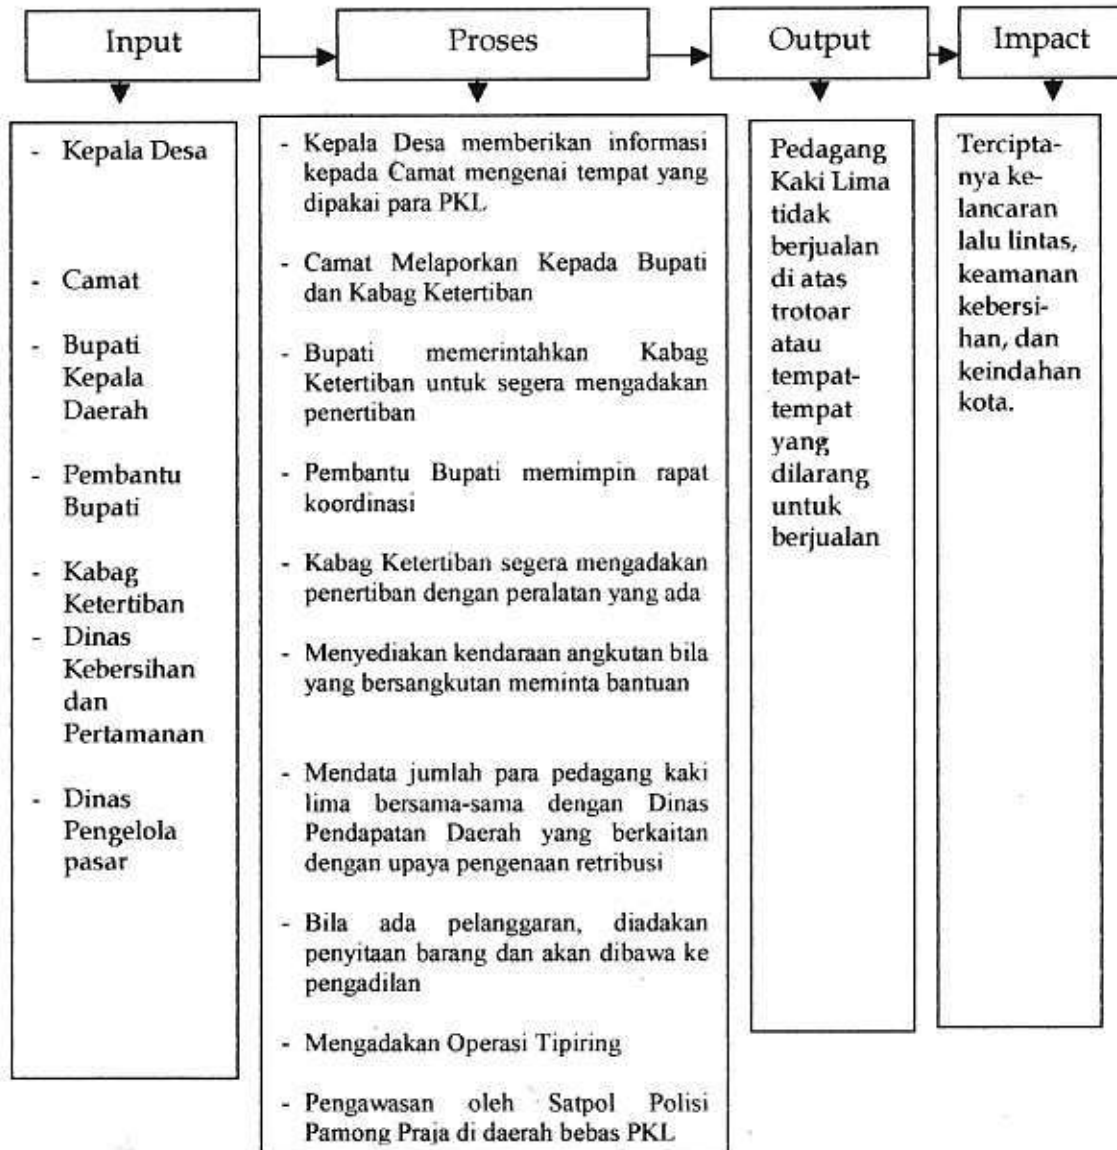 Input
Proses
Output
Impact
- Kepala Desa
- Camat
- Bupati
Kepala
Daerah
- Pembantu
Bupati
- Kabag
Ketertiban
- Dinas
Kebersihan
dan
Pertamanan
- Dinas
Pengelola
pasar
- Kepala Desa memberikan informasi
kepada Camat mengenai tempat yang
dipakai para PKL
- Camat Melaporkan Kepada Bupati
dan Kabag Ketertiban
- Bupati memerintahkan Kabag
Ketertiban untuk segera mengadakan
penertiban
- Pembantu Bupati memimpin rapat
koordinasi
- Kabag Ketertiban segera mengadakan
penertiban dengan peralatan yang ada
- Menyediakan kendaraan angkutan bila
yang bersangkutan meminta bantuan
- Mendata jumlah para pedagang kaki
lima bersama-sama dengan Dinas
Pendapatan Daerah yang berkaitan
dengan upaya pengenaan retribusi
- Bila ada pelanggaran, diadakan
penyitaan barang dan akan dibawa ke
pengadilan
- Mengadakan Operasi Tipiring
- Pengawasan oleh Satpol Polisi
Pamong Praja di daerah bebas PKL
Pedagang
Kaki Lima
tidak
berjualan
di atas
trotoar
atau
tempat-
tempat
yang
dilarang
untuk
berjualan
Tercipta-
nya ke-
lancaran
lalu lintas,
keamanan
kebersi-
han, dan
keindahan
kota.